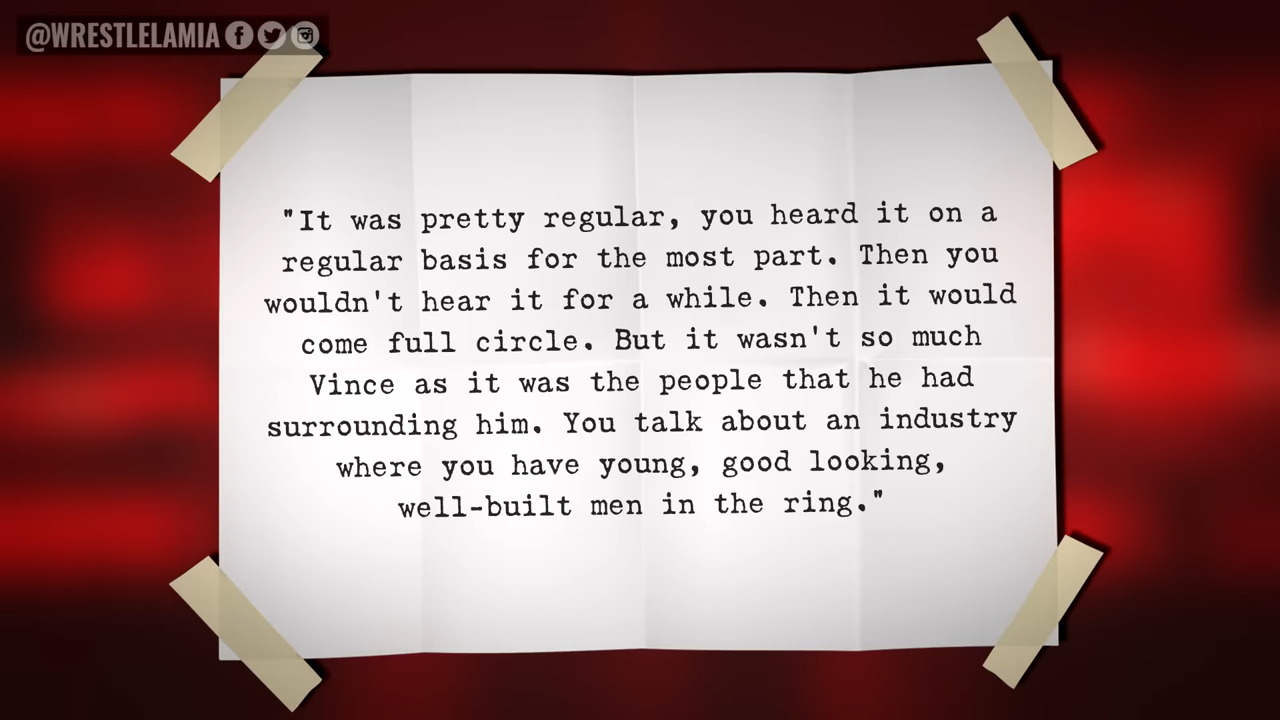 @WRESTLELAMIA
"It was pretty regular, you heard it on a
regular basis for the most part. Then you
wouldn't hear it for a while. Then it would
come full circle. But it wasn't so much
Vince as it was the people that he had
surrounding him. You talk about an industry
where you have young, good looking,
well-built men in the ring."